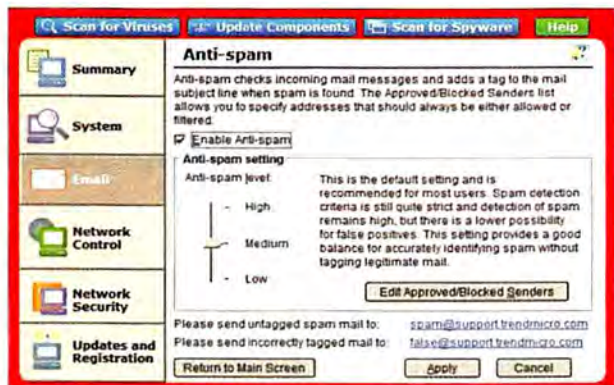 Scan for Viruses Update Components Scan for Spyware Help
Summary
System
Email
Network Control
Network Security
Updates and Registration
Anti-spam
Anti-spam checks incoming mail messages and adds a tag to the mail
subject line when spam is found. The Approved/Blocked Senders list
allows you to specify addresses that should always be either allowed or
filtered.
Enable Anti-spam
Anti-spam setting
Anti-spam level:
High
Medium
Low
This is the default setting and is
recommended for most users. Spam detection
criteria is still quite strict and detection of spam
remains high, but there is a lower possibility
for false positives. This setting provides a good
balance for accurately identifying spam without
tagging legitimate mail.
Edit Approved/Blocked Senders
Please send untagged spam mail to: spam@support.trendmicro.com
Please send incorrectly tagged mail to: false@support.trendmicro.com
Return to Main Screen Apply Cancel